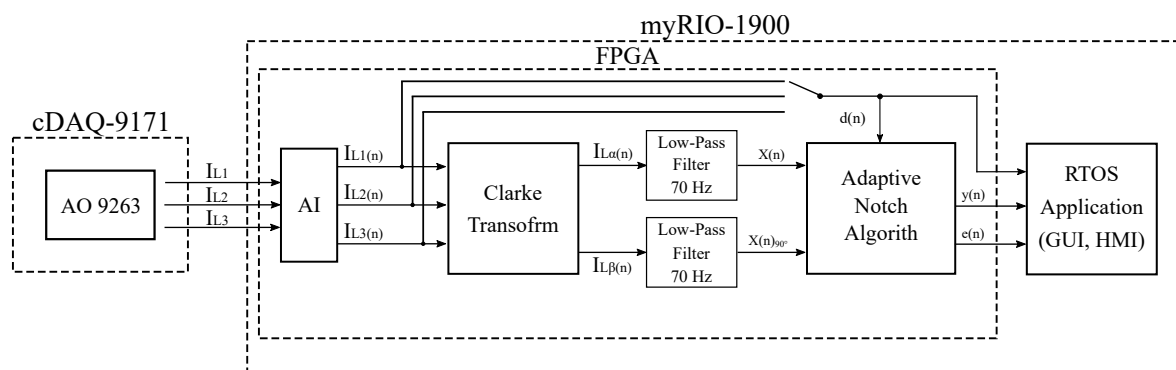 myRIO-1900
FPGA
cDAQ-9171
AO 9263
IL1
IL2
IL3
AI
IL1(n)
IL2(n)
IL3(n)
Clarke
Transofrm
ILα(n)
ILβ(n)
Low-Pass
Filter
70 Hz
Low-Pass
Filter
70 Hz
X(n)
X(n)90°
d(n)
Adaptive
Notch
Algorith
y(n)
e(n)
RTOS
Application
(GUI, HMI)